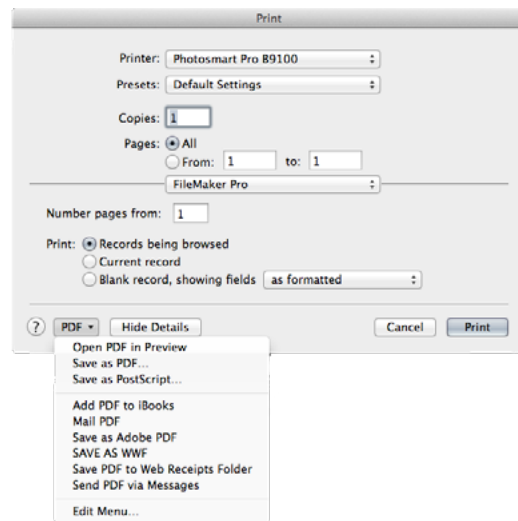 Print
Printer: Photosmart Pro B9100
Presets: Default Settings
Copies: 1
Pages: All
From: 1 to: 1
FileMaker Pro
Number pages from: 1
Print: Records being browsed
Current record
Blank record, showing fields as formatted
? PDF Hide Details Cancel Print
Open PDF in Preview
Save as PDF...
Save as PostScript...
Add PDF to iBooks
Mail PDF
Save as Adobe PDF
SAVE AS WWF
Save PDF to Web Receipts Folder
Send PDF via Messages
Edit Menu...